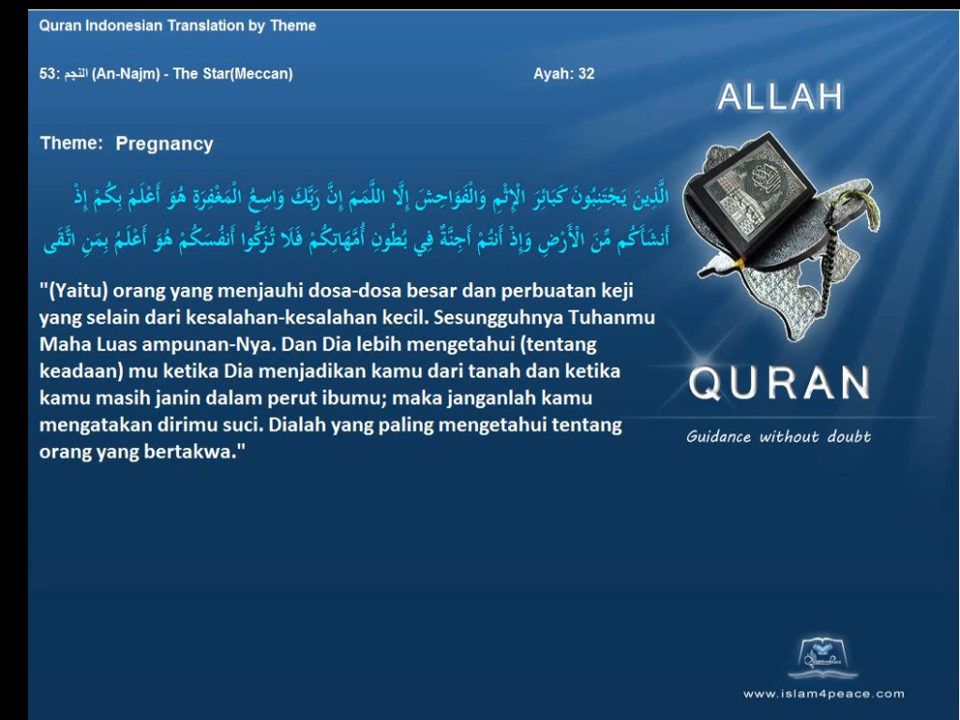 Quran Indonesian Translation by Theme
53: النجم (An-Najm) - The Star(Meccan) Ayah: 32
Theme: Pregnancy
الَّذِينَ يَجْتَنِبُونَ كَبَائِرَ الْإِثْمِ وَالْفَوَاحِشَ إِلَّا اللَّمَمَ إِنَّ رَبَّكَ وَاسِعُ الْمَغْفِرَةِ هُوَ أَعْلَمُ بِكُمْ إِذْ
أَنشَأَكُم مِّنَ الْأَرْضِ وَإِذْ أَنتُمْ أَجِنَّةٌ فِي بُطُونِ أُمَّهَاتِكُمْ فَلَا تُزَكُّوا أَنفُسَكُمْ هُوَ أَعْلَمُ بِمَنِ اتَّقَى
"(Yaitu) orang yang menjauhi dosa-dosa besar dan perbuatan keji
yang selain dari kesalahan-kesalahan kecil. Sesungguhnya Tuhanmu
Maha Luas ampunan-Nya. Dan Dia lebih mengetahui (tentang
keadaan) mu ketika Dia menjadikan kamu dari tanah dan ketika
kamu masih janin dalam perut ibumu; maka janganlah kamu
mengatakan dirimu suci. Dialah yang paling mengetahui tentang
orang yang bertakwa."
ALLAH
QURAN
Guidance without doubt
www.islam4peace.com